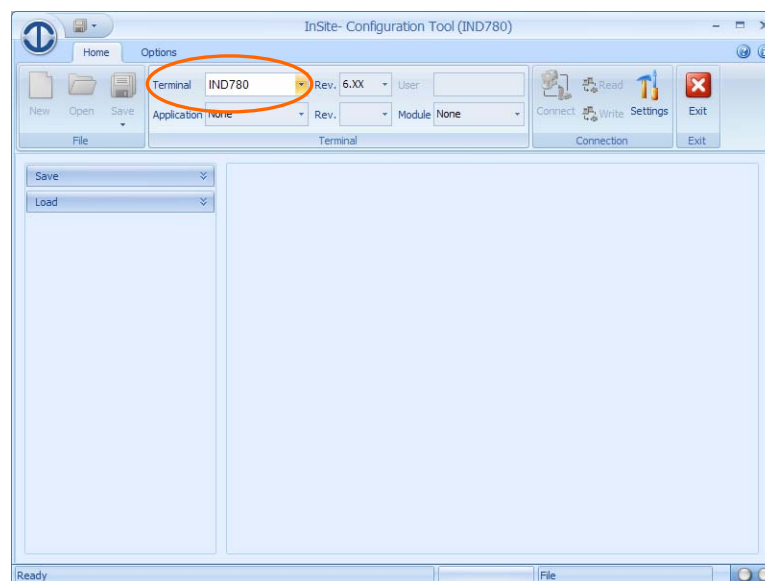 InSite- Configuration Tool (IND780)
Home Options
Terminal IND780 Rev. 6.XX User
Application None Rev. Module None
New Open Save
Connect Read Write Settings
Exit
File Terminal Connection Exit
Save
Load
Ready File